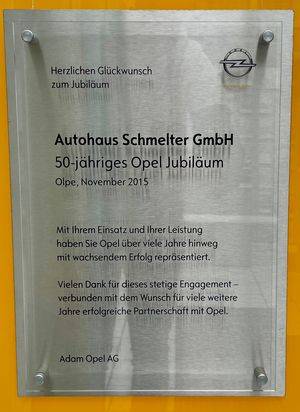 Herzlichen Glückwunsch
zum Jubiläum
Autohaus Schmelter GmbH
50-jähriges Opel Jubiläum
Olpe, November 2015
Mit Ihrem Einsatz und Ihrer Leistung
haben Sie Opel über viele Jahre hinweg
mit wachsendem Erfolg repräsentiert.
Vielen Dank für dieses stetige Engagement –
verbunden mit dem Wunsch für viele weitere
Jahre erfolgreiche Partnerschaft mit Opel.
Adam Opel AG